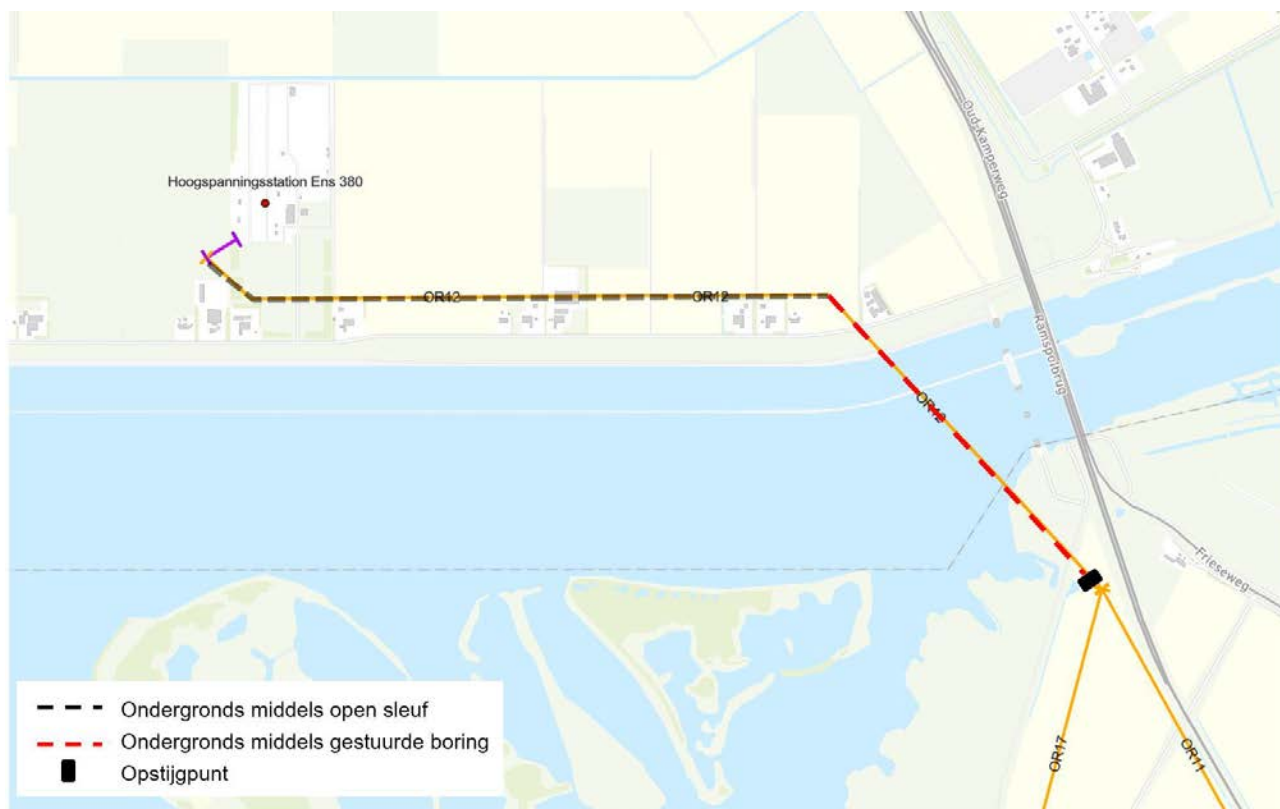 Oud-Kamperweg
Hoogspanningsstation Ens 380
OR12
OR12
Ramspolbrug
OR12
Frieseweg
OR17
OR11
Ondergronds middels open sleuf
Ondergronds middels gestuurde boring
Opstijgpunt